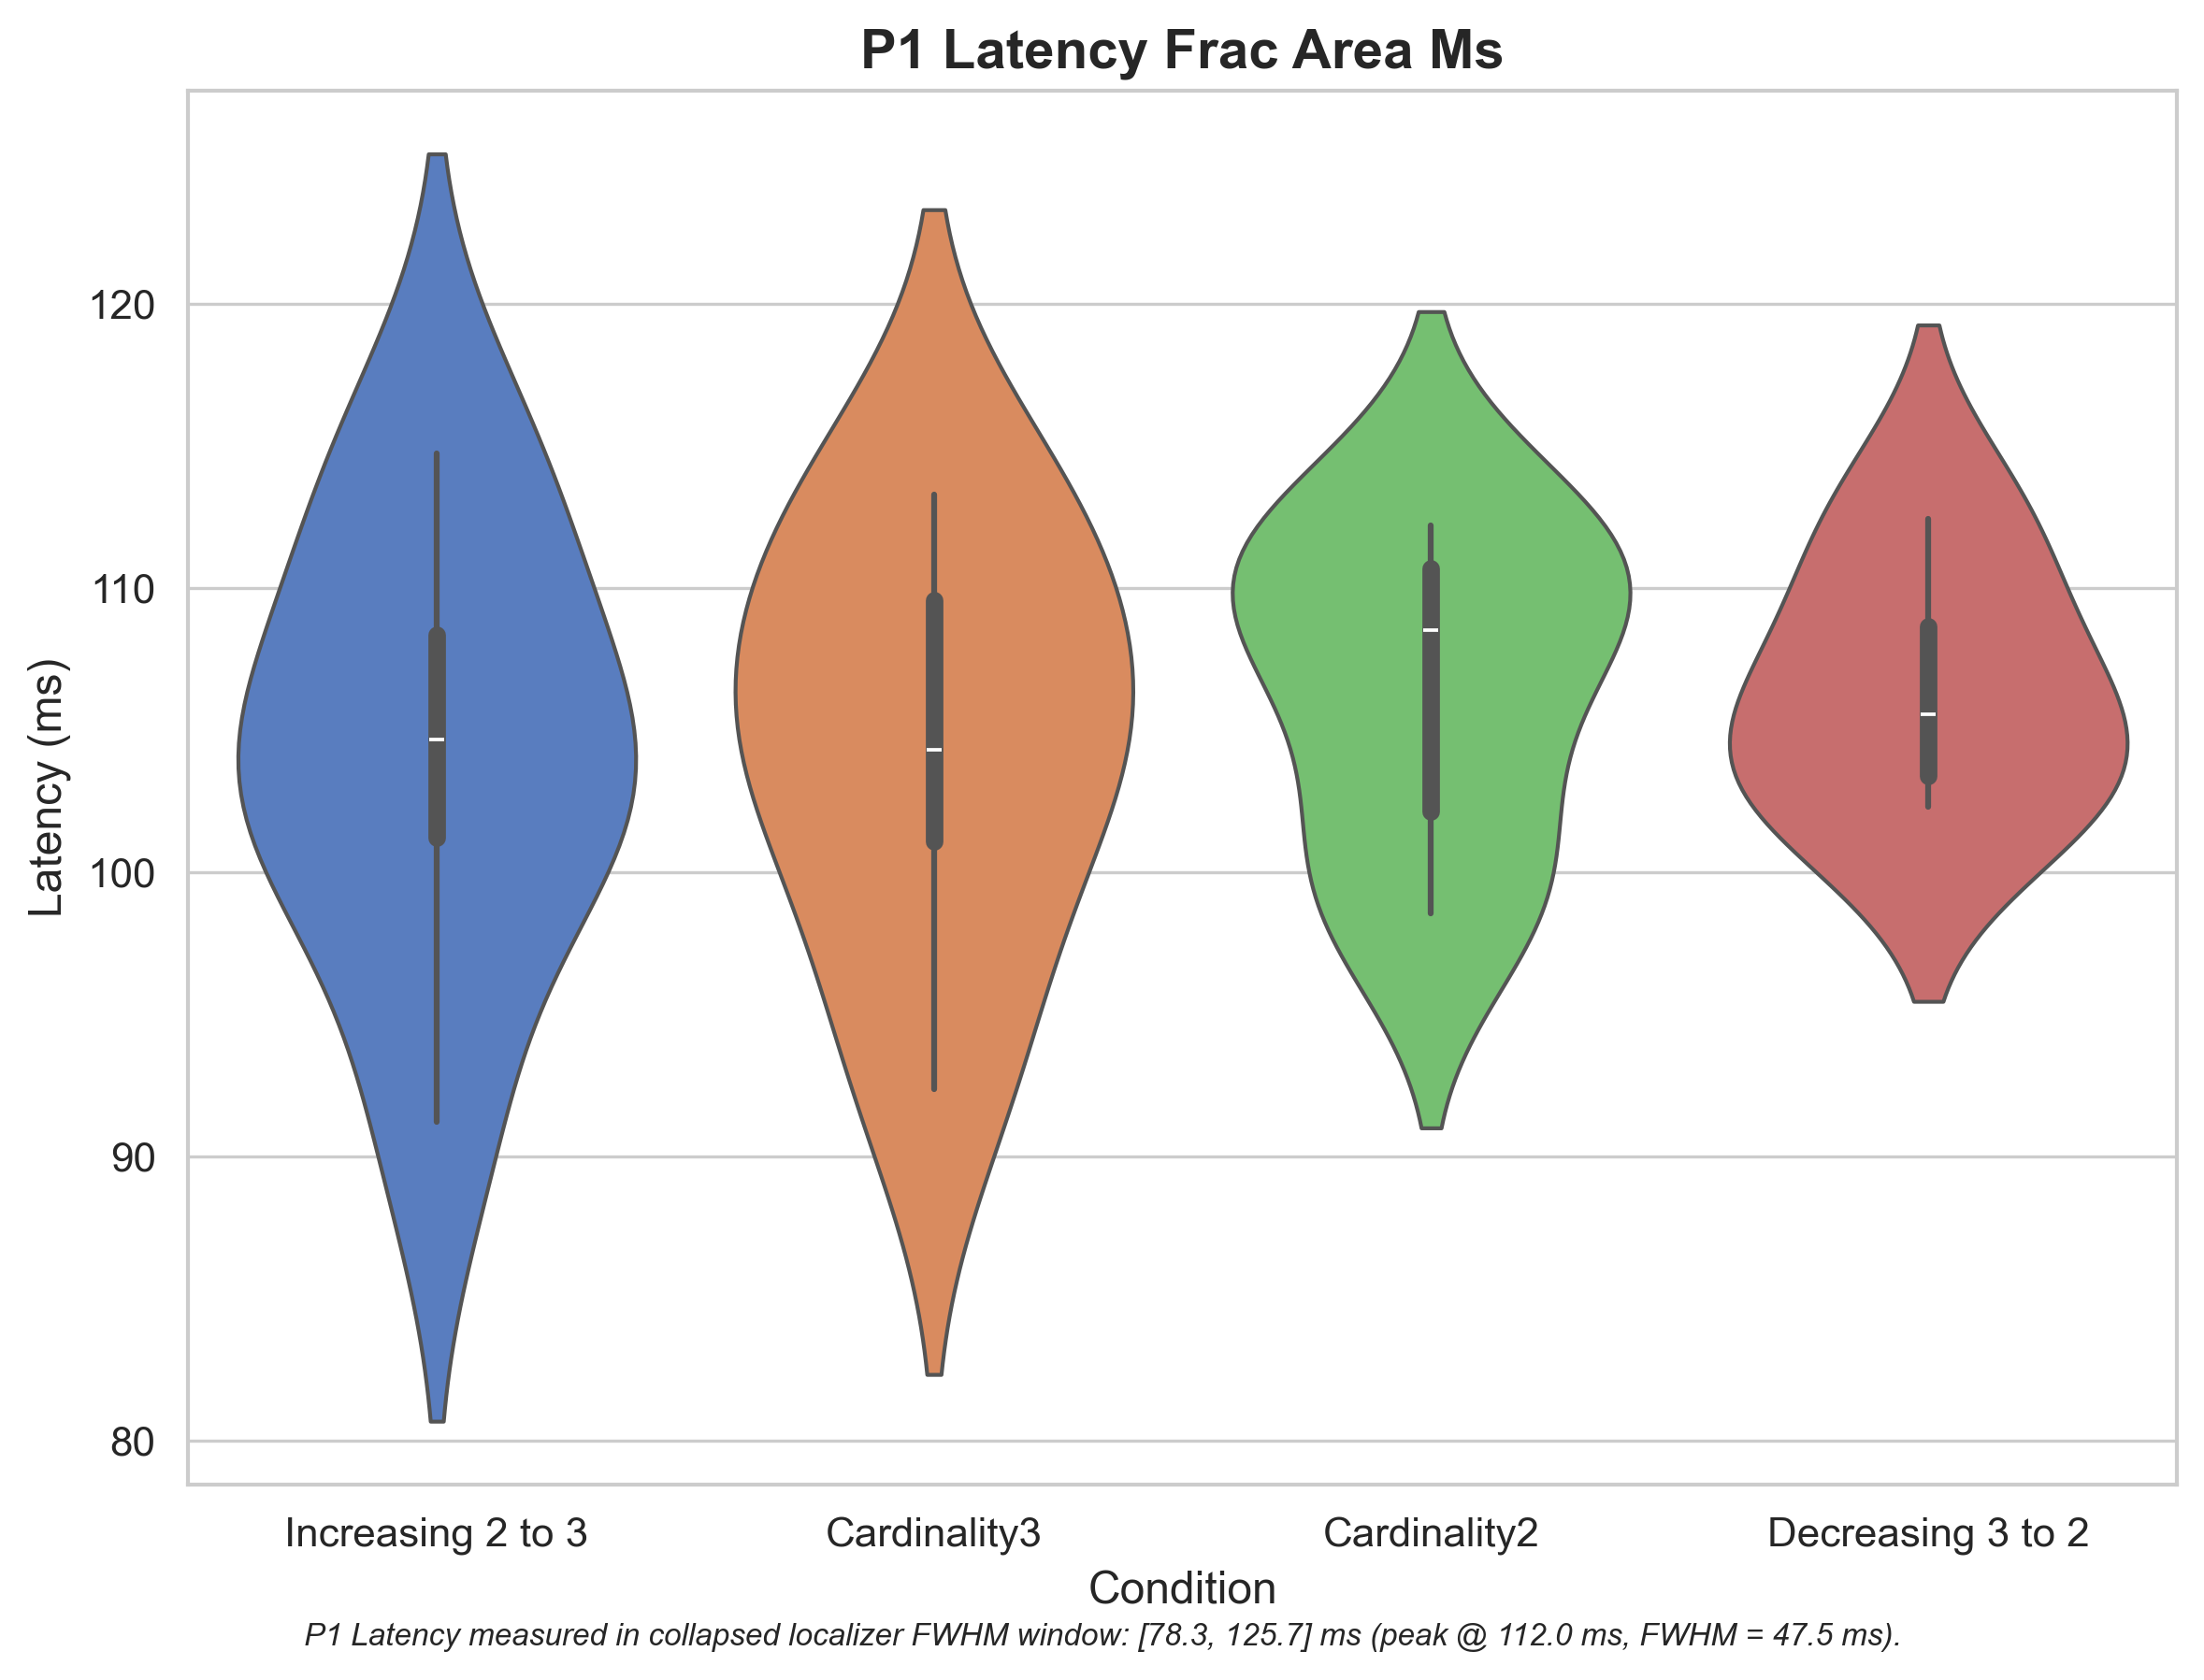 P1 Latency Frac Area Ms
Latency (ms)
120
110
100
90
80
Increasing 2 to 3
Cardinality3
Cardinality2
Decreasing 3 to 2
Condition
P1 Latency measured in collapsed localizer FWHM window: [78.3, 125.7] ms (peak @ 112.0 ms, FWHM = 47.5 ms).